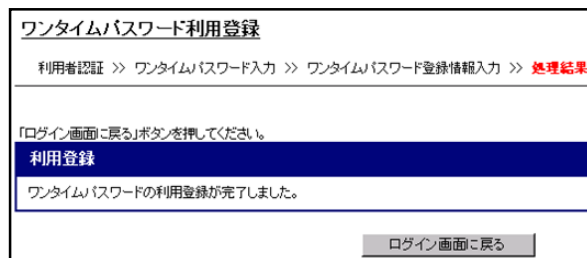 ワンタイムパスワード利用登録
利用者認証 >> ワンタイムパスワード入力 >> ワンタイムパスワード登録情報入力 >> 処理結果
「ログイン画面に戻る」ボタンを押してください。
利用登録
ワンタイムパスワードの利用登録が完了しました。
ログイン画面に戻る